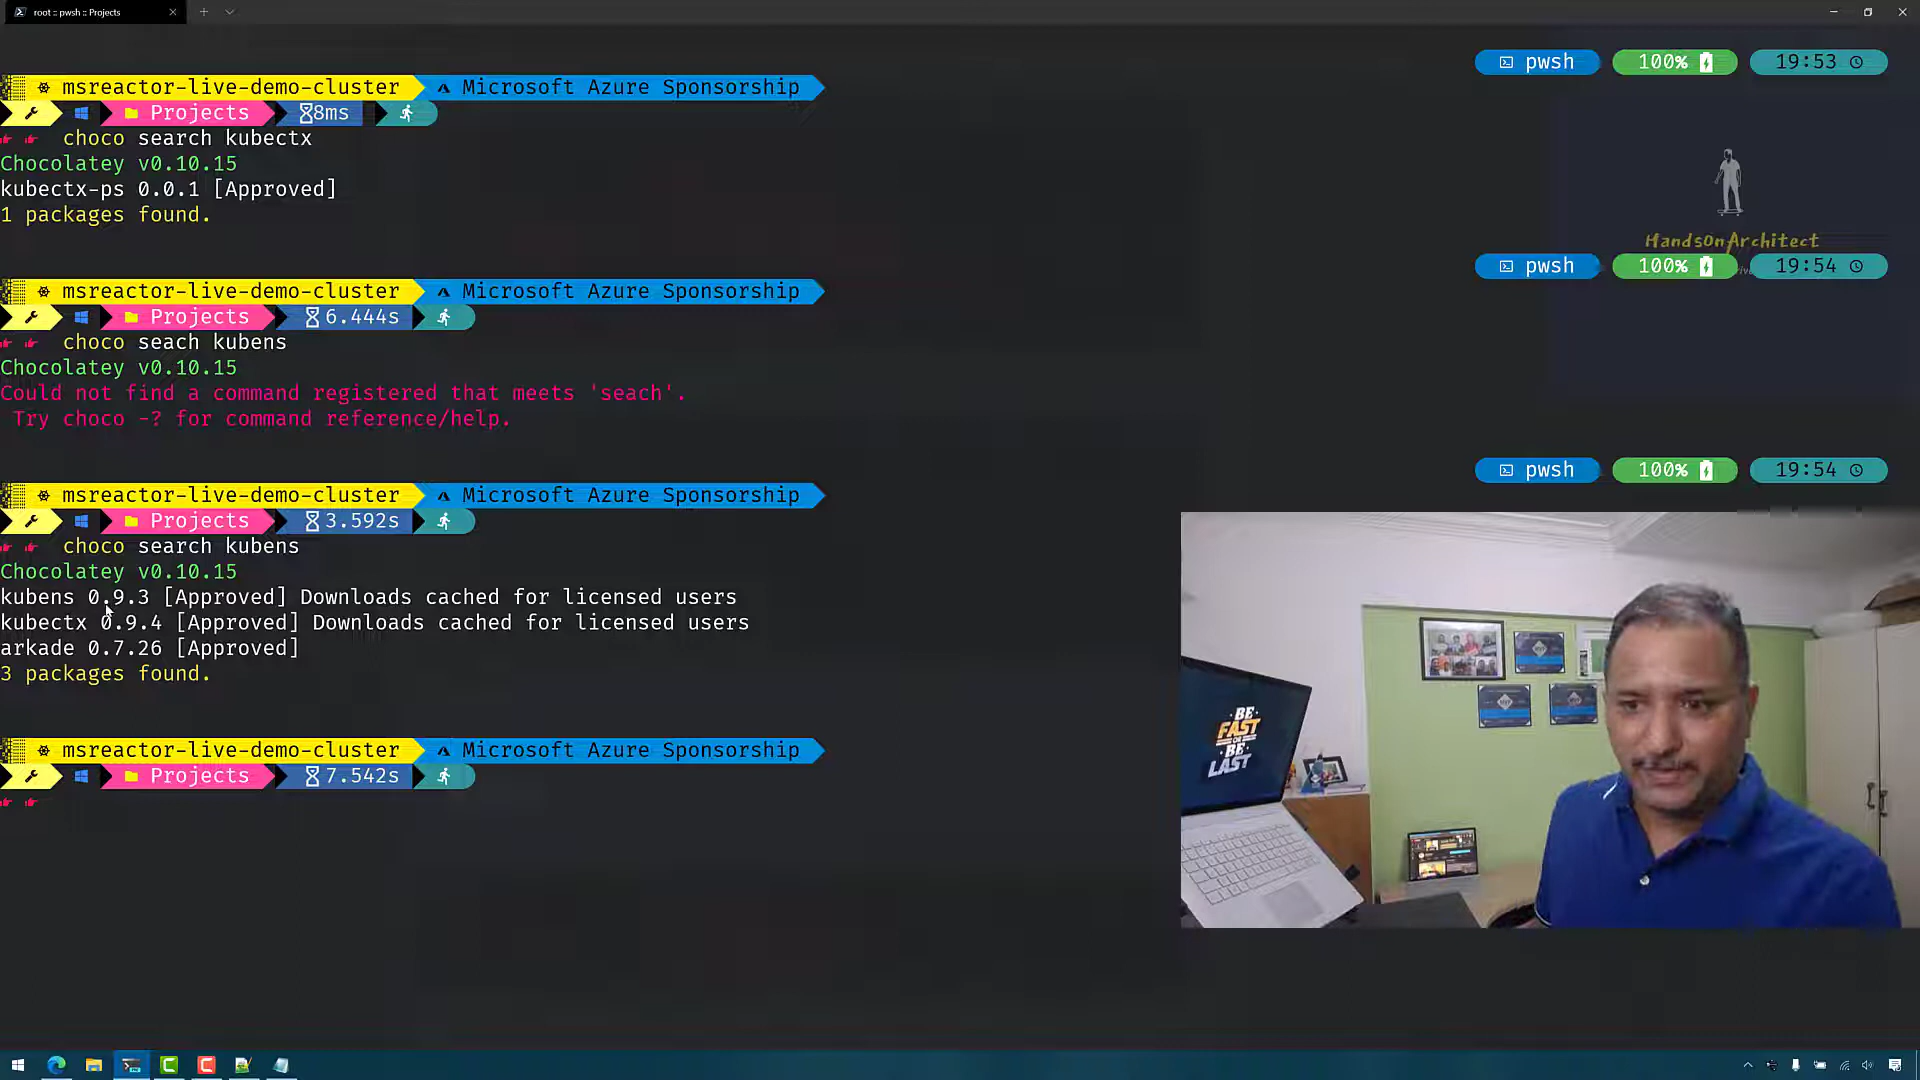 root :: pwsh :: Projects
pwsh 100% 19:53
msreactor-live-demo-cluster Microsoft Azure Sponsorship
Projects 8ms
choco search kubectx
Chocolatey v0.10.15
kubectx-ps 0.0.1 [Approved]
1 packages found.
HandsOnArchitect
pwsh 100% 19:54
msreactor-live-demo-cluster Microsoft Azure Sponsorship
Projects 6.444s
choco seach kubens
Chocolatey v0.10.15
Could not find a command registered that meets 'seach'.
Try choco -? for command reference/help.
pwsh 100% 19:54
msreactor-live-demo-cluster Microsoft Azure Sponsorship
Projects 3.592s
choco search kubens
Chocolatey v0.10.15
kubens 0.9.3 [Approved] Downloads cached for licensed users
kubectx 0.9.4 [Approved] Downloads cached for licensed users
arkade 0.7.26 [Approved]
3 packages found.
msreactor-live-demo-cluster Microsoft Azure Sponsorship
Projects 7.542s
BE
FAST
OR
BE
LAST